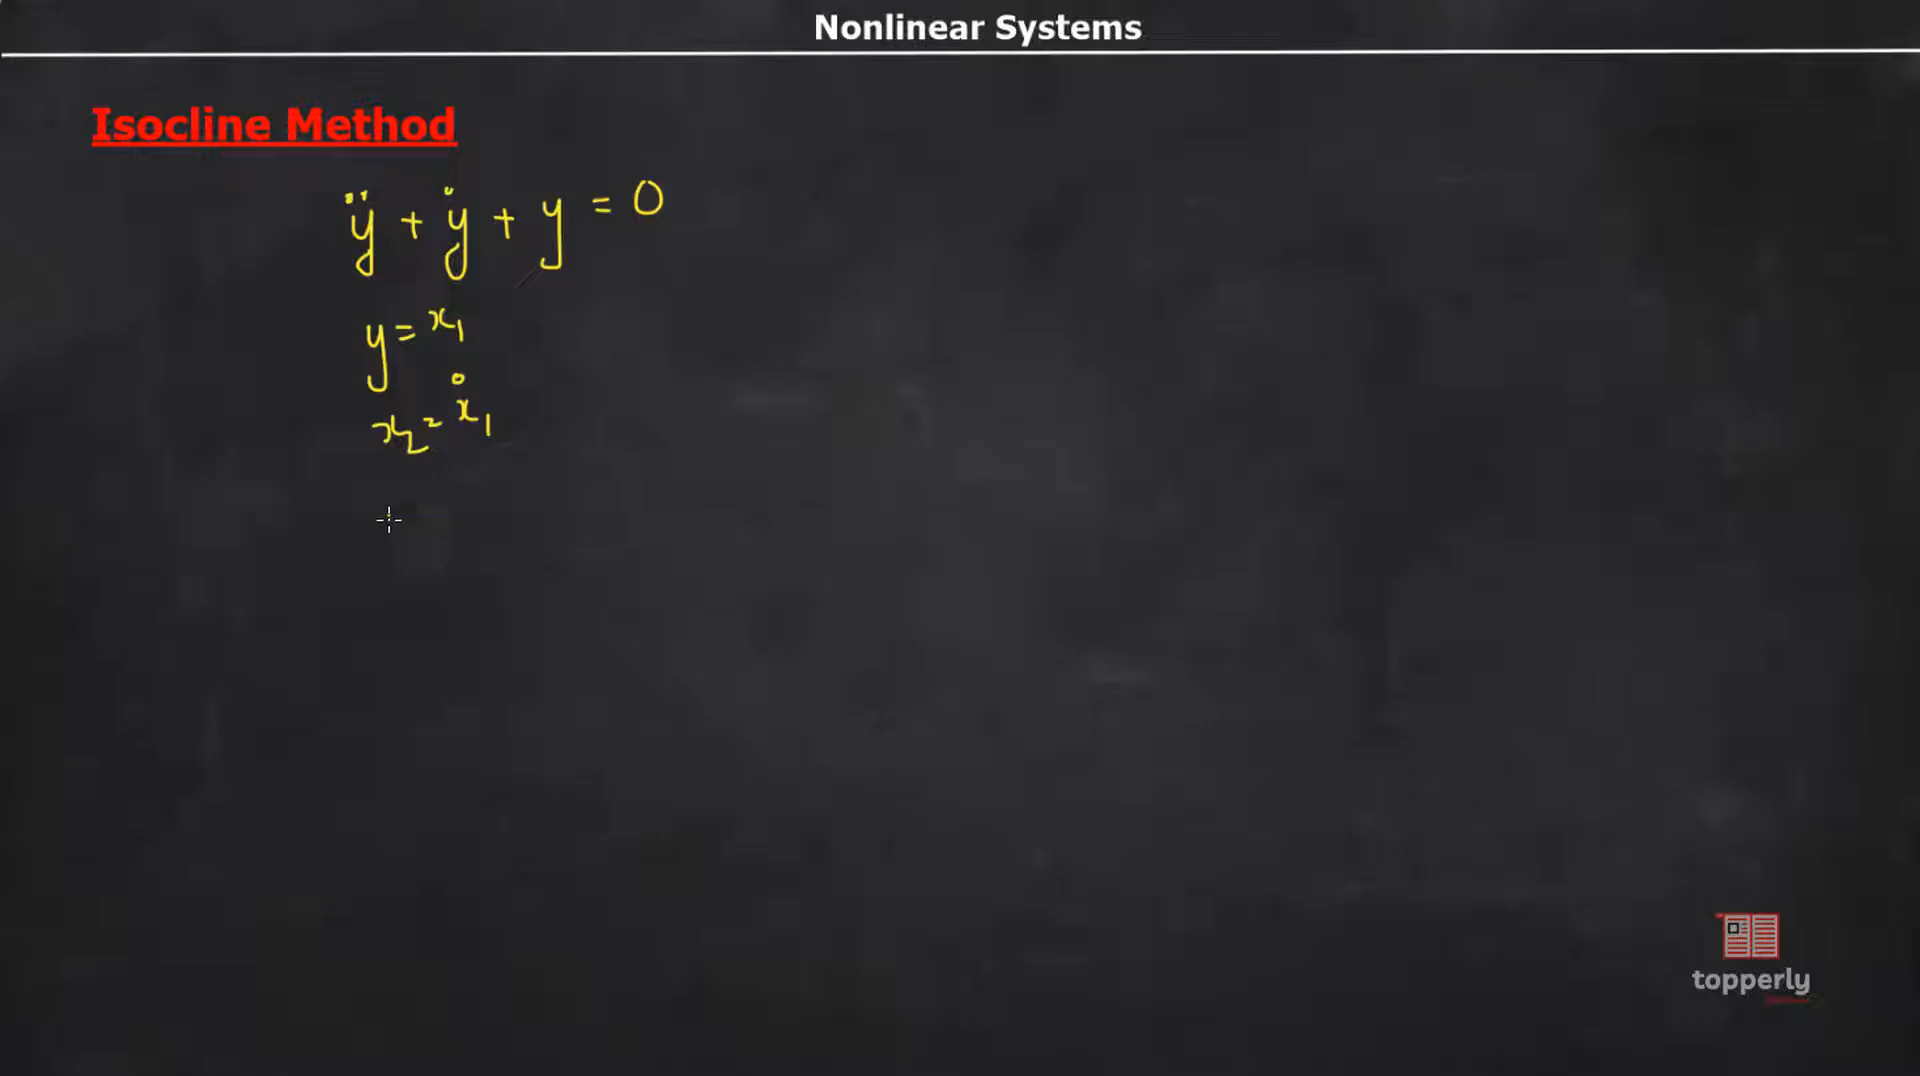 Nonlinear Systems
Isocline Method
ÿ + ẏ + y = 0
y = x₁
x₂ = ẋ₁
topperly